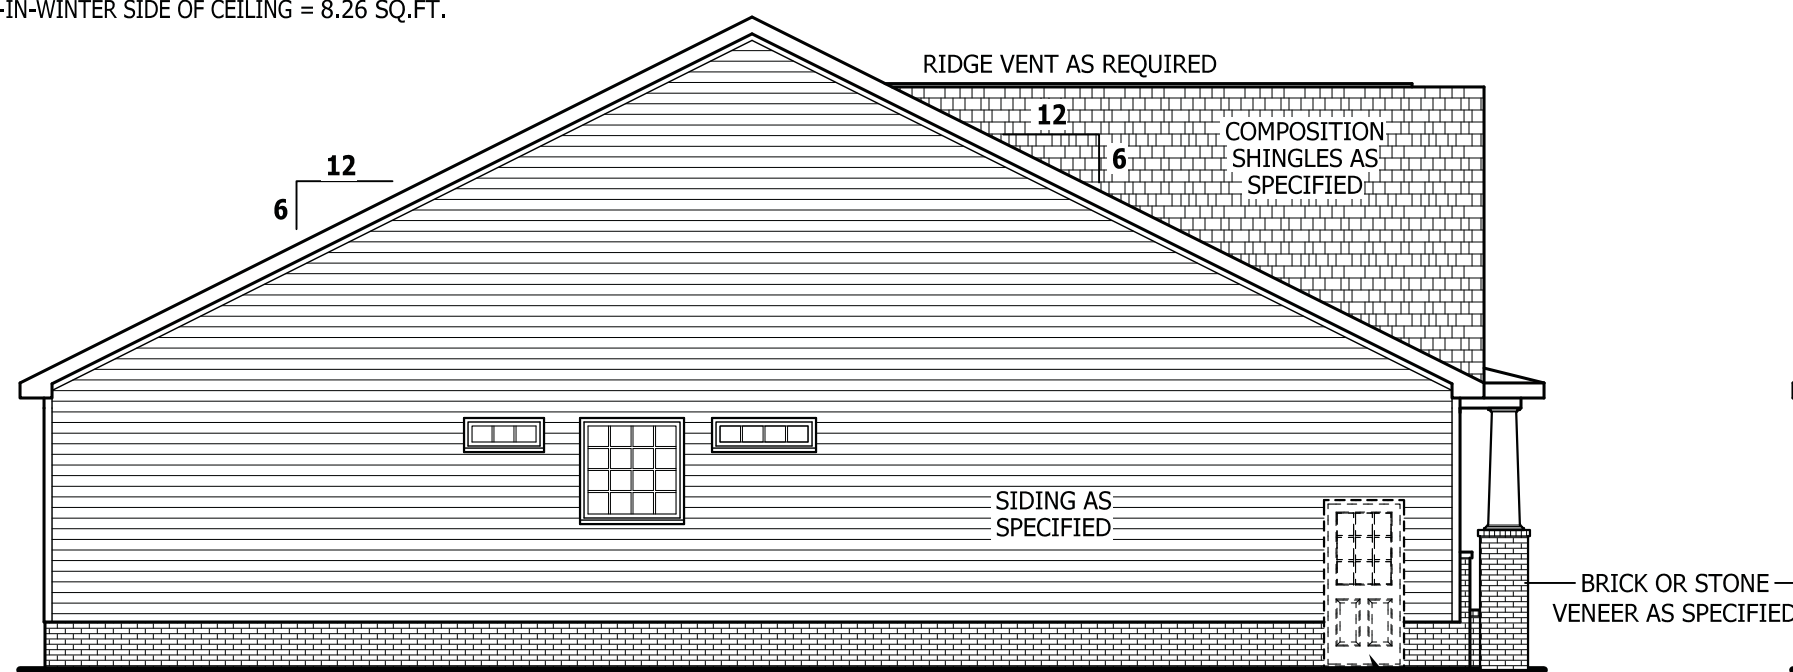 -IN-WINTER SIDE OF CEILING = 8.26 SQ.FT.
RIDGE VENT AS REQUIRED
12
6
12
6
COMPOSITION
SHINGLES AS
SPECIFIED
SIDING AS
SPECIFIED
BRICK OR STONE
VENEER AS SPECIFIED